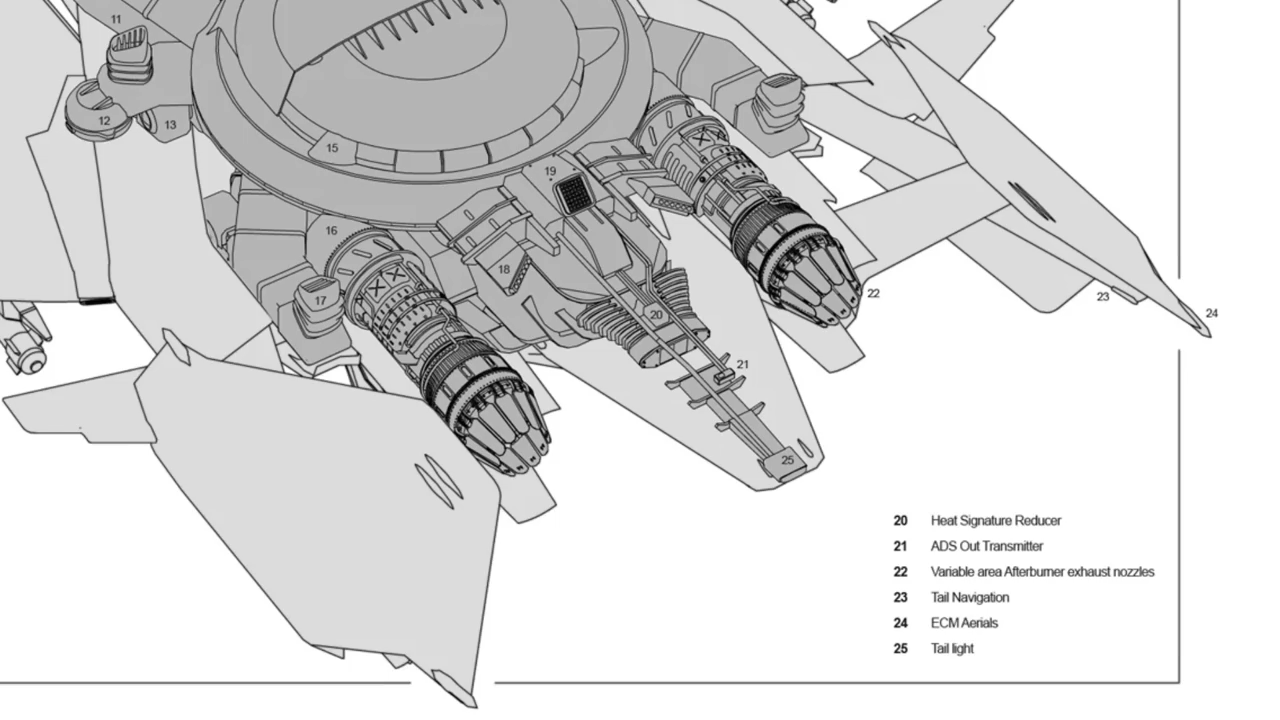 11
12
13
15
19
16
18
17
20
22
23
24
21
25
20 Heat Signature Reducer
21 ADS Out Transmitter
22 Variable area Afterburner exhaust nozzles
23 Tail Navigation
24 ECM Aerials
25 Tail light